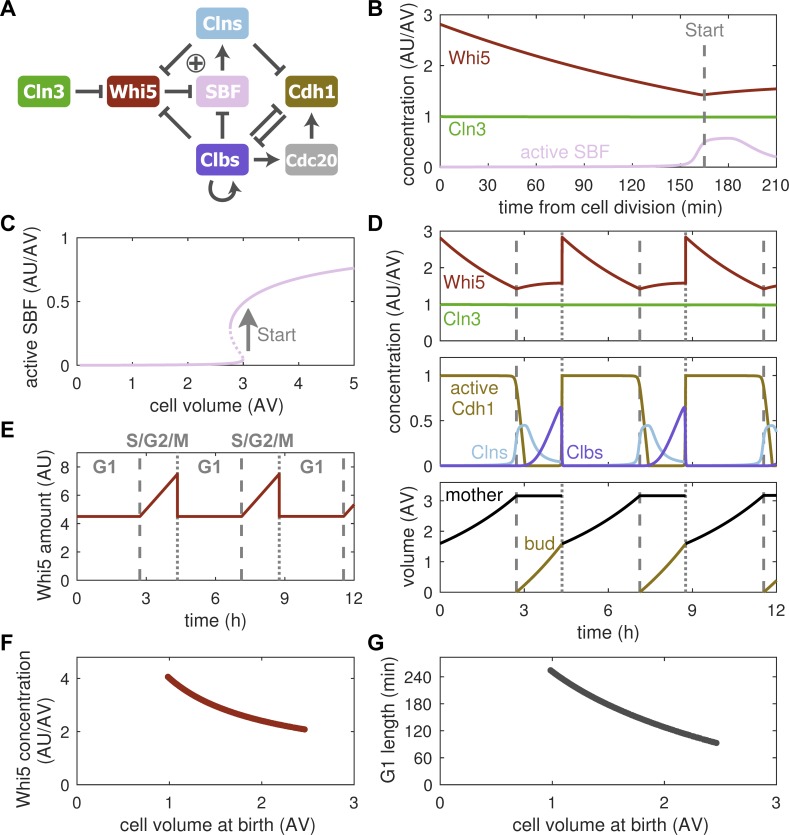 A
Clns
Cln3
Whi5
SBF
Cdh1
Clbs
Cdc20
B
concentration (AU/AV)
3
2
1
0
Whi5
Start
Cln3
active SBF
0 30 60 90 120 150 180 210
time from cell division (min)
C
active SBF (AU/AV)
1
0.5
0
Start
0 1 2 3 4 5
cell volume (AV)
D
concentration (AU/AV)
3
2
1
0
Whi5
Cln3
1
0.5
0
active
Cdh1
Clns
Clbs
volume (AV)
3
2
1
0
mother
bud
0 3 6 9 12
time (h)
E
S/G2/M S/G2/M
G1 G1 G1
Whi5 amount (AU)
8
6
4
2
0
0 3 6 9 12
time (h)
F
Whi5 concentration
(AU/AV)
4
2
0
0 1 2 3
cell volume at birth (AV)
G
G1 length (min)
240
180
120
60
0
0 1 2 3
cell volume at birth (AV)